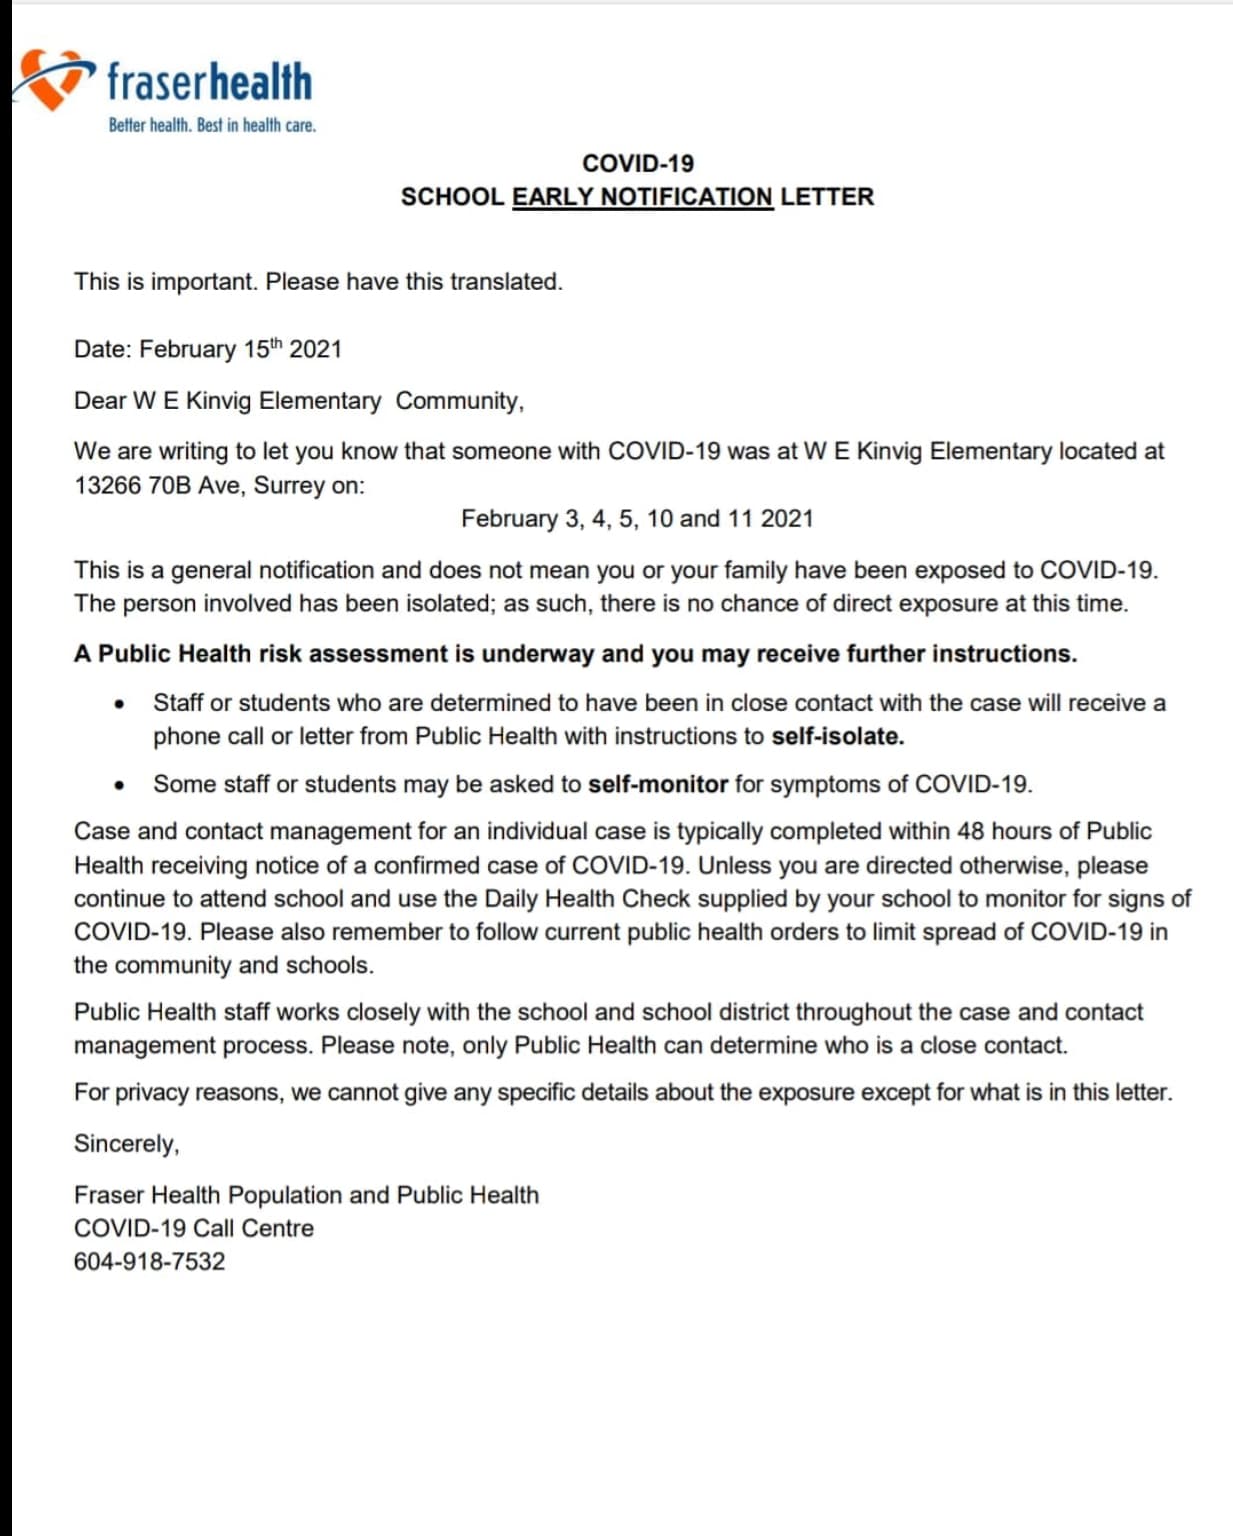 fraserhealth
Better health. Best in health care.
COVID-19
SCHOOL EARLY NOTIFICATION LETTER
This is important. Please have this translated.
Date: February 15th 2021
Dear W E Kinvig Elementary  Community,
We are writing to let you know that someone with COVID-19 was at W E Kinvig Elementary located at
13266 70B Ave, Surrey on:
February 3, 4, 5, 10 and 11 2021
This is a general notification and does not mean you or your family have been exposed to COVID-19.
The person involved has been isolated; as such, there is no chance of direct exposure at this time.
A Public Health risk assessment is underway and you may receive further instructions.
• Staff or students who are determined to have been in close contact with the case will receive a
phone call or letter from Public Health with instructions to self-isolate.
• Some staff or students may be asked to self-monitor for symptoms of COVID-19.
Case and contact management for an individual case is typically completed within 48 hours of Public
Health receiving notice of a confirmed case of COVID-19. Unless you are directed otherwise, please
continue to attend school and use the Daily Health Check supplied by your school to monitor for signs of
COVID-19. Please also remember to follow current public health orders to limit spread of COVID-19 in
the community and schools.
Public Health staff works closely with the school and school district throughout the case and contact
management process. Please note, only Public Health can determine who is a close contact.
For privacy reasons, we cannot give any specific details about the exposure except for what is in this letter.
Sincerely,
Fraser Health Population and Public Health
COVID-19 Call Centre
604-918-7532